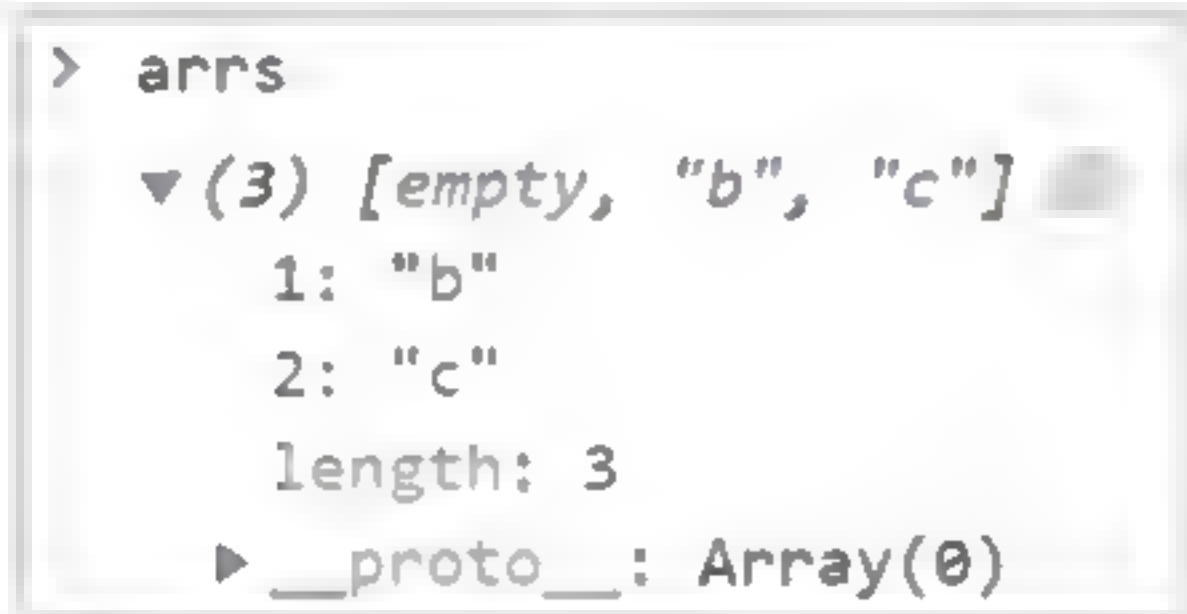 > arrs
▼ (3) [empty, "b", "c"]
1: "b"
2: "c"
length: 3
▶ __proto__: Array(0)